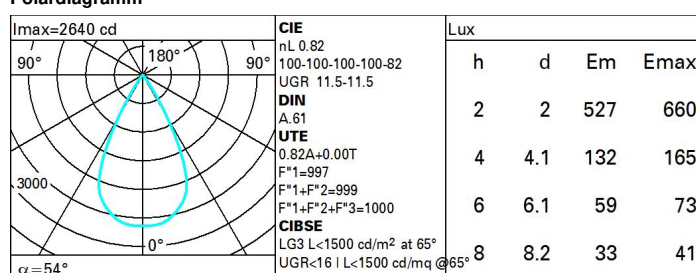 Polardiagramm
Imax=2640 cd
90°
180°
90°
3000
0°
α=54°
CIE
nL 0.82
100-100-100-100-82
UGR 11.5-11.5
DIN
A.61
UTE
0.82A+0.00T
F"1=997
F"1+F"2=999
F"1+F"2+F"3=1000
CIBSE
LG3 L<1500 cd/m² at 65°
UGR<16 | L<1500 cd/mq @65°
Lux
h d Em Emax
2 2 527 660
4 4.1 132 165
6 6.1 59 73
8 8.2 33 41